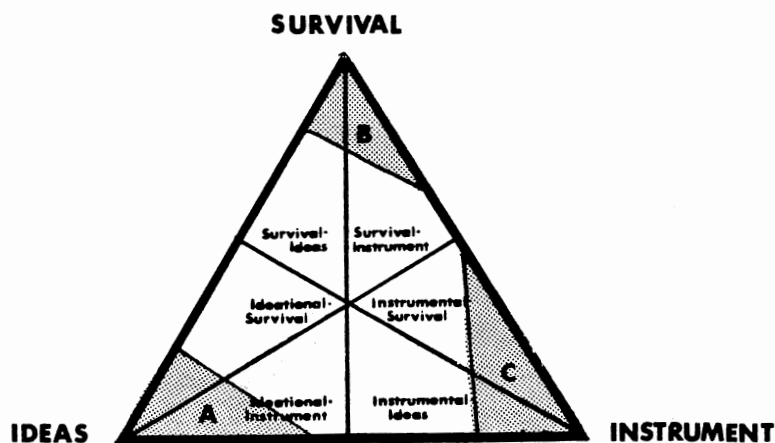 SURVIVAL
B
Survival-
Ideas
Survival-
Instrument
Ideational-
Survival
Instrumental
Survival
C
A
Ideational-
Instrument
Instrumental
Ideas
IDEAS
INSTRUMENT